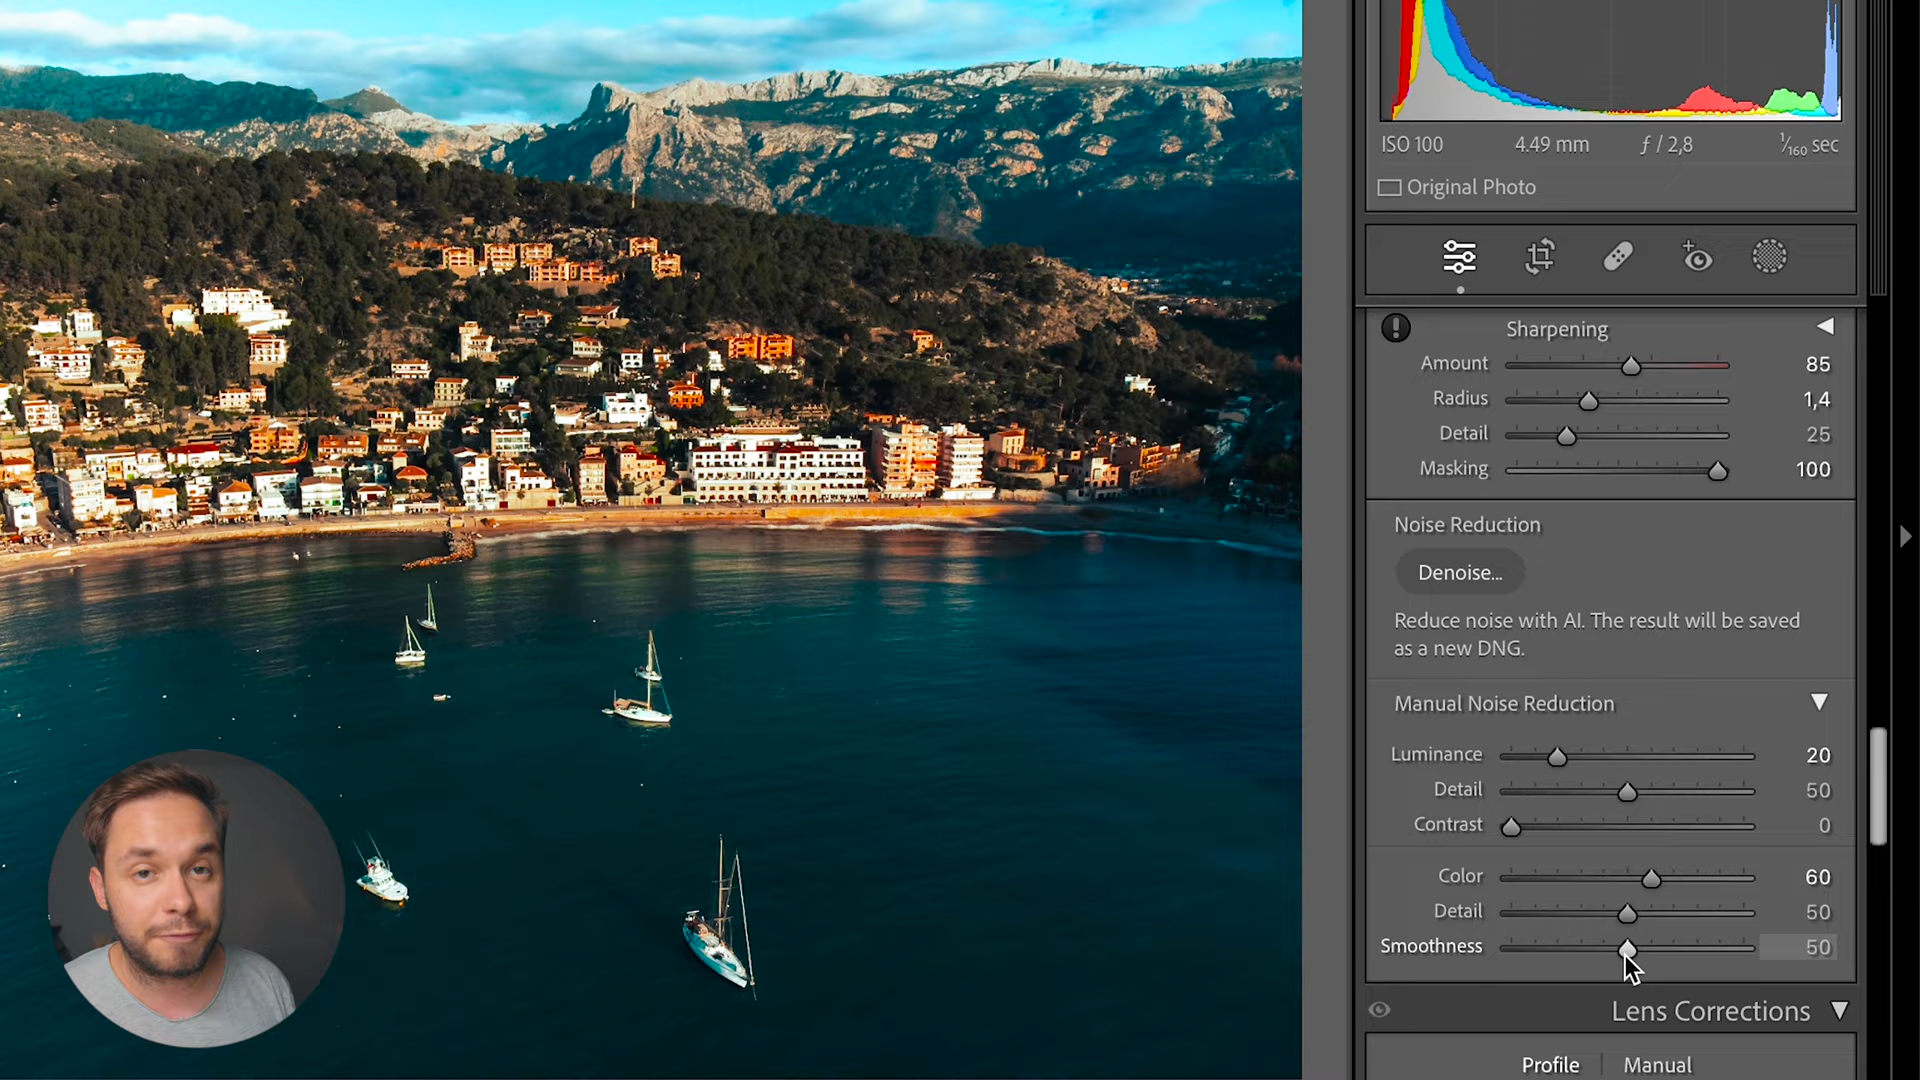 ISO 100 4.49 mm ƒ / 2,8 1/160 sec
Original Photo
Sharpening
Amount 85
Radius 1,4
Detail 25
Masking 100
Noise Reduction
Denoise...
Reduce noise with AI. The result will be saved
as a new DNG.
Manual Noise Reduction
Luminance 20
Detail 50
Contrast 0
Color 60
Detail 50
Smoothness 50
Lens Corrections
Profile | Manual